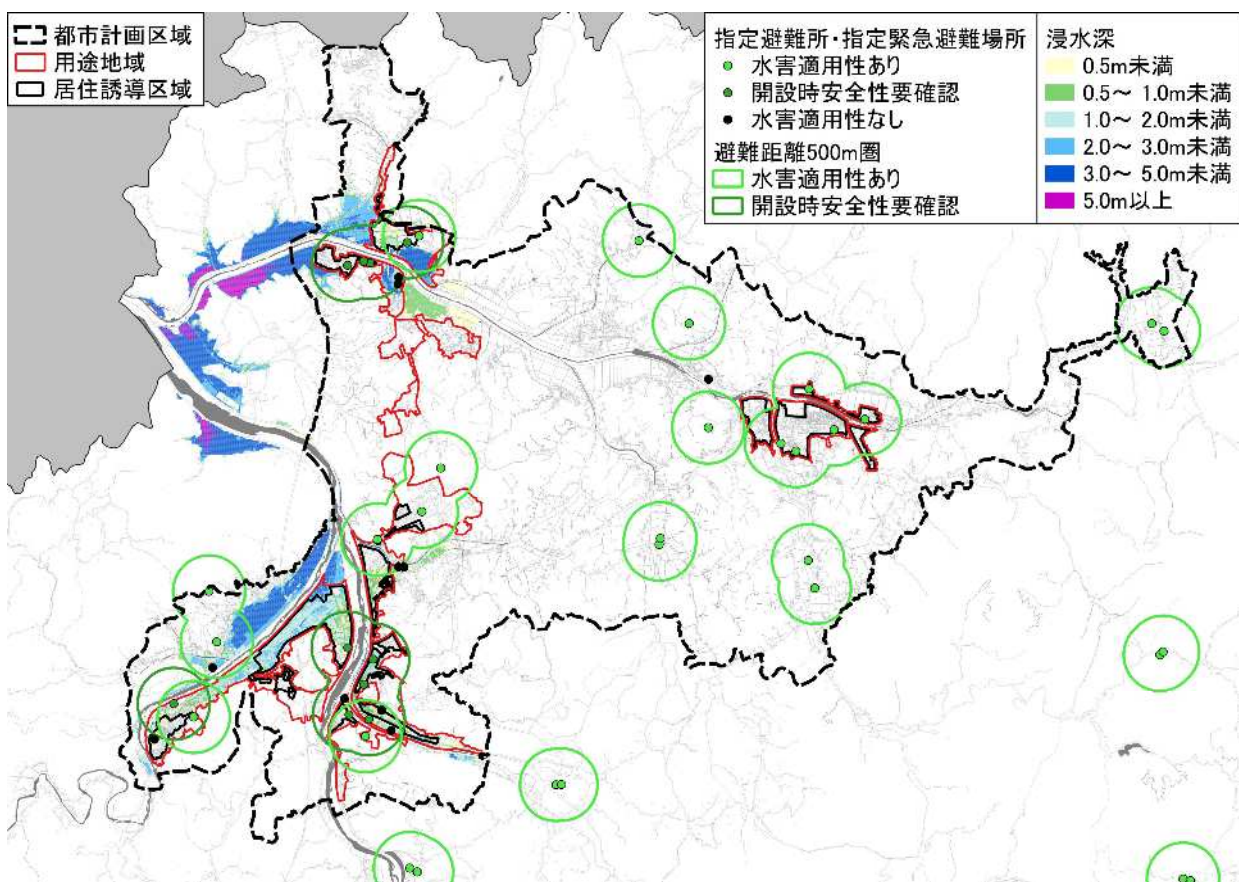 都市計画区域
用途地域
居住誘導区域
指定避難所・指定緊急避難場所
水害適用性あり
開設時安全性要確認
水害適用性なし
避難距離500m圏
水害適用性あり
開設時安全性要確認
浸水深
0.5m未満
0.5～ 1.0m未満
1.0～ 2.0m未満
2.0～ 3.0m未満
3.0～ 5.0m未満
5.0m以上